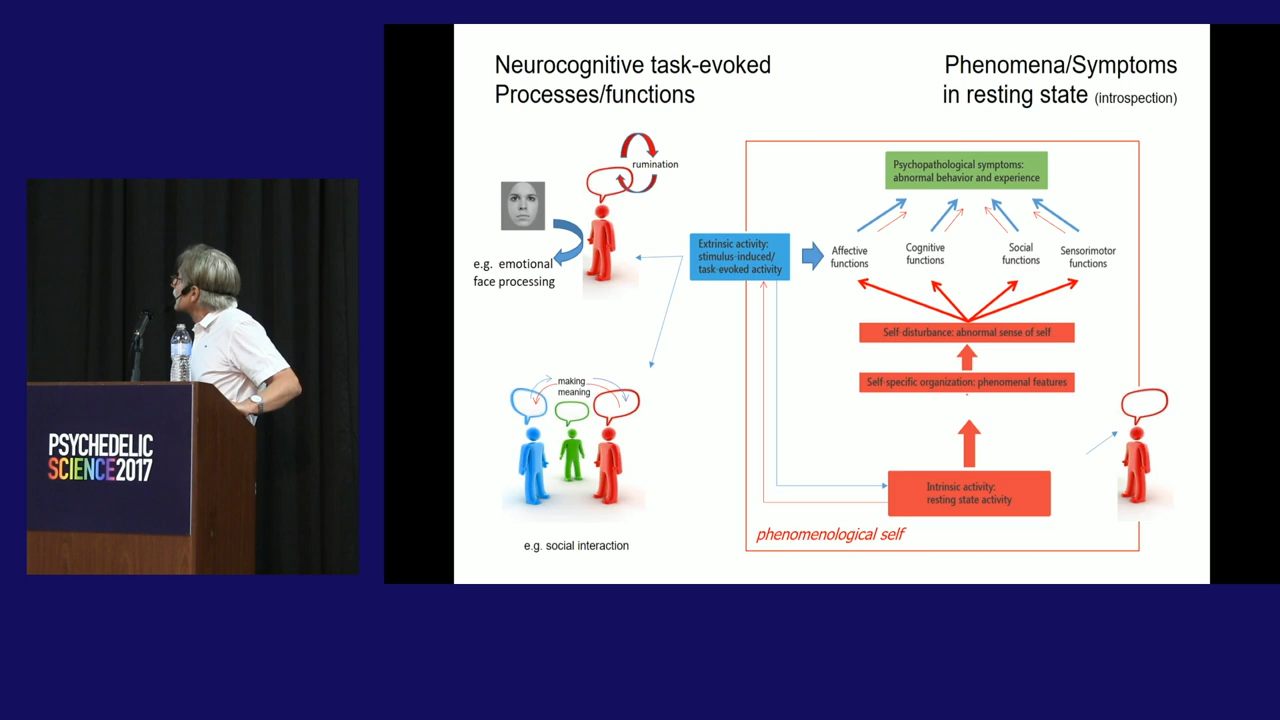 Neurocognitive task-evoked
Processes/functions
Phenomena/Symptoms
in resting state (introspection)
rumination
e.g. emotional
face processing
making
meaning
e.g. social interaction
Extrinsic activity:
stimulus-induced/
task-evoked activity
Psychopathological symptoms:
abnormal behavior and experience
Affective
functions
Cognitive
functions
Social
functions
Sensorimotor
functions
Self-disturbance: abnormal sense of self
Self-specific organization: phenomenal features
Intrinsic activity:
resting state activity
phenomenological self
PSYCHEDELIC
SCIENCE2017